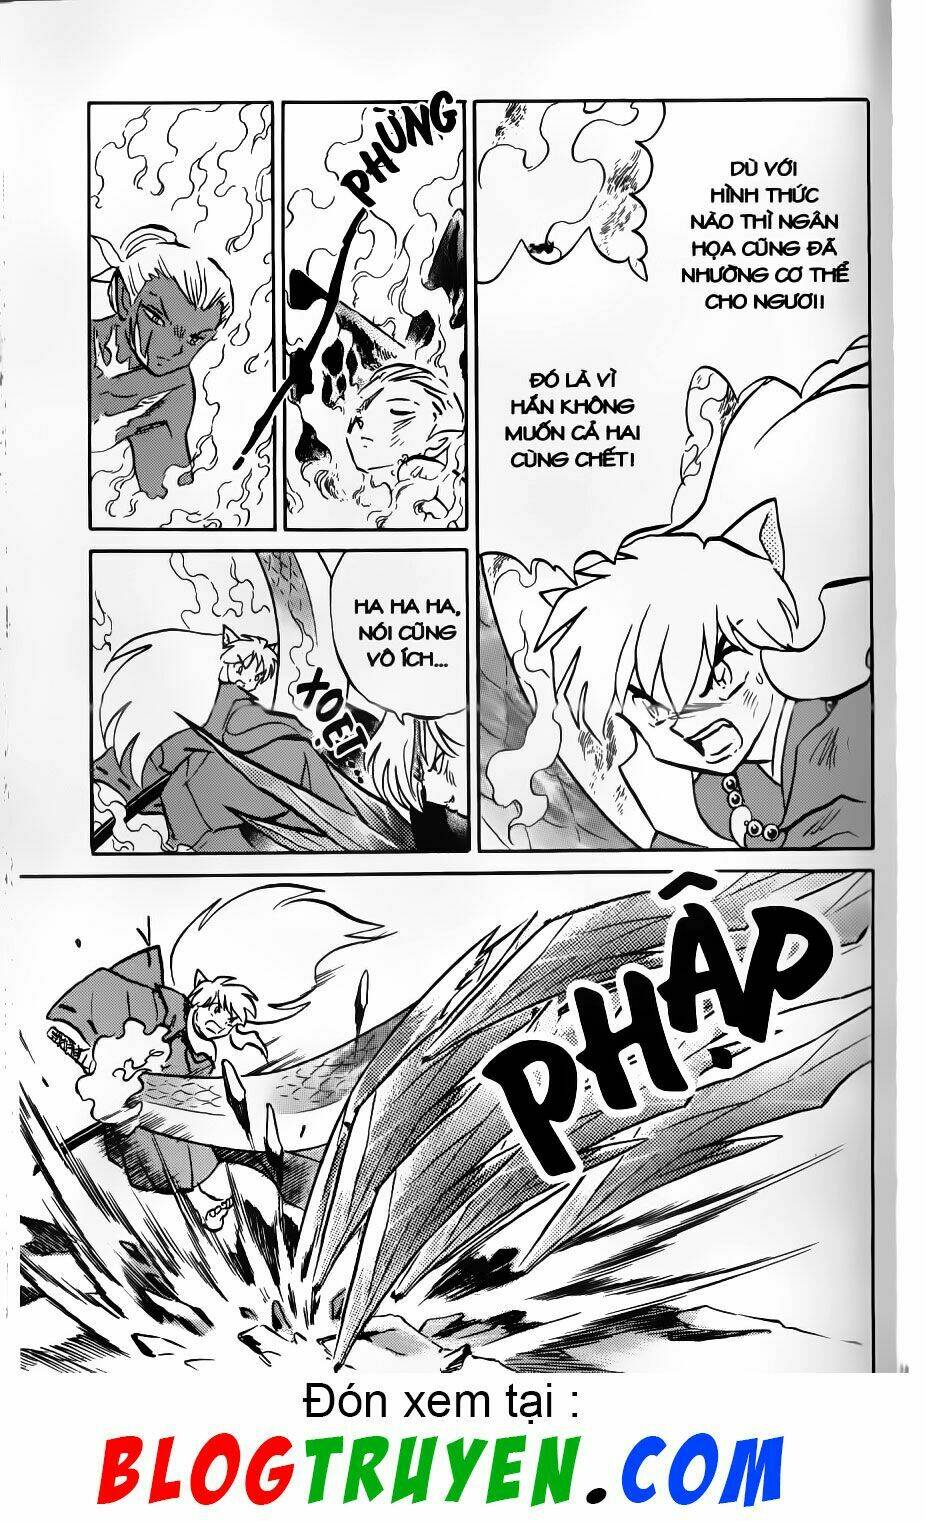 DÙ VỚI
HÌNH THỨC
NÀO THÌ NGÂN
HỌA CŨNG ĐÃ
NHƯỜNG CƠ THỂ
CHO NGƯƠI!
ĐÓ LÀ VÌ
HẮN KHÔNG
MUỐN CẢ HAI
CÙNG CHẾT!
PHỪNG
HA HA HA,
NÓI CŨNG
VÔ ÍCH...
XOẸT...
PHẬP
Đón xem tại :
BLOGTRUYEN.COM